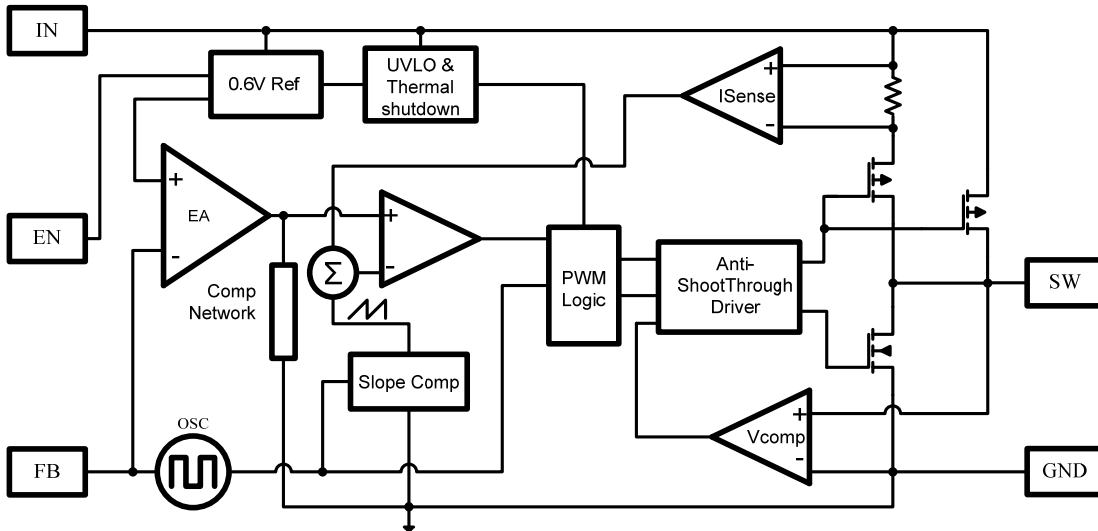 IN
0.6V Ref
UVLO &
Thermal
shutdown
+
ISense
-
EN
+
EA
-
+
-
Σ
Comp
Network
PWM
Logic
Anti-
ShootThrough
Driver
SW
Slope Comp
OSC
FB
+
Vcomp
-
GND